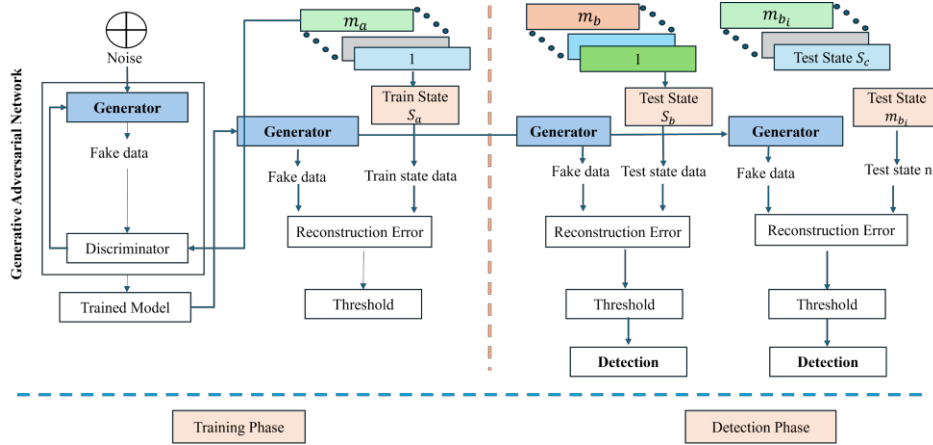 Generative Adversarial Network
Noise
Generator
Fake data
Discriminator
Trained Model
m_a
1
Train State
S_a
Generator
Fake data
Train state data
Reconstruction Error
Threshold
m_b
1
Test State
S_b
Generator
Fake data
Test state data
Reconstruction Error
Threshold
Detection
m_{b_i}
Test State S_c
Test State
m_{b_i}
Generator
Fake data
Test state n
Reconstruction Error
Threshold
Detection
Training Phase
Detection Phase